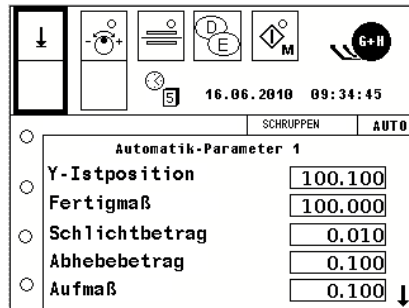 D
E
M
G+H
5
16.06.2010 09:34:45
SCHRUPPEN AUTO
Automatik-Parameter 1
Y-Istposition 100.100
Fertigmaß 100.000
Schlichtbetrag 0.010
Abhebebetrag 0.100
Aufmaß 0.100